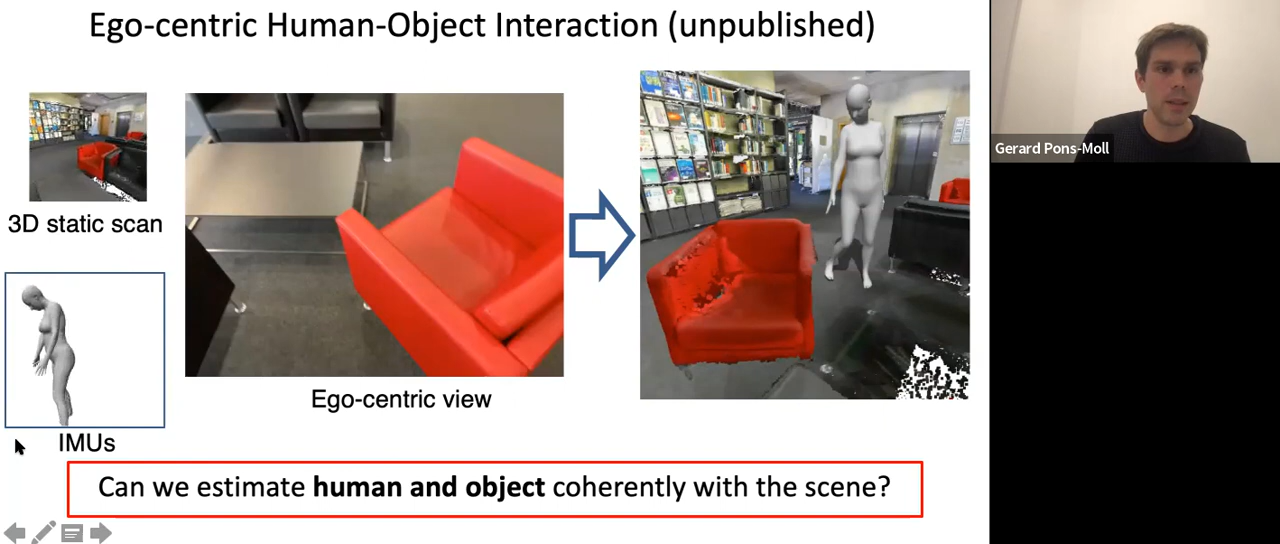 Ego-centric Human-Object Interaction (unpublished)
3D static scan
Ego-centric view
IMUs
Can we estimate human and object coherently with the scene?
Gerard Pons-Moll